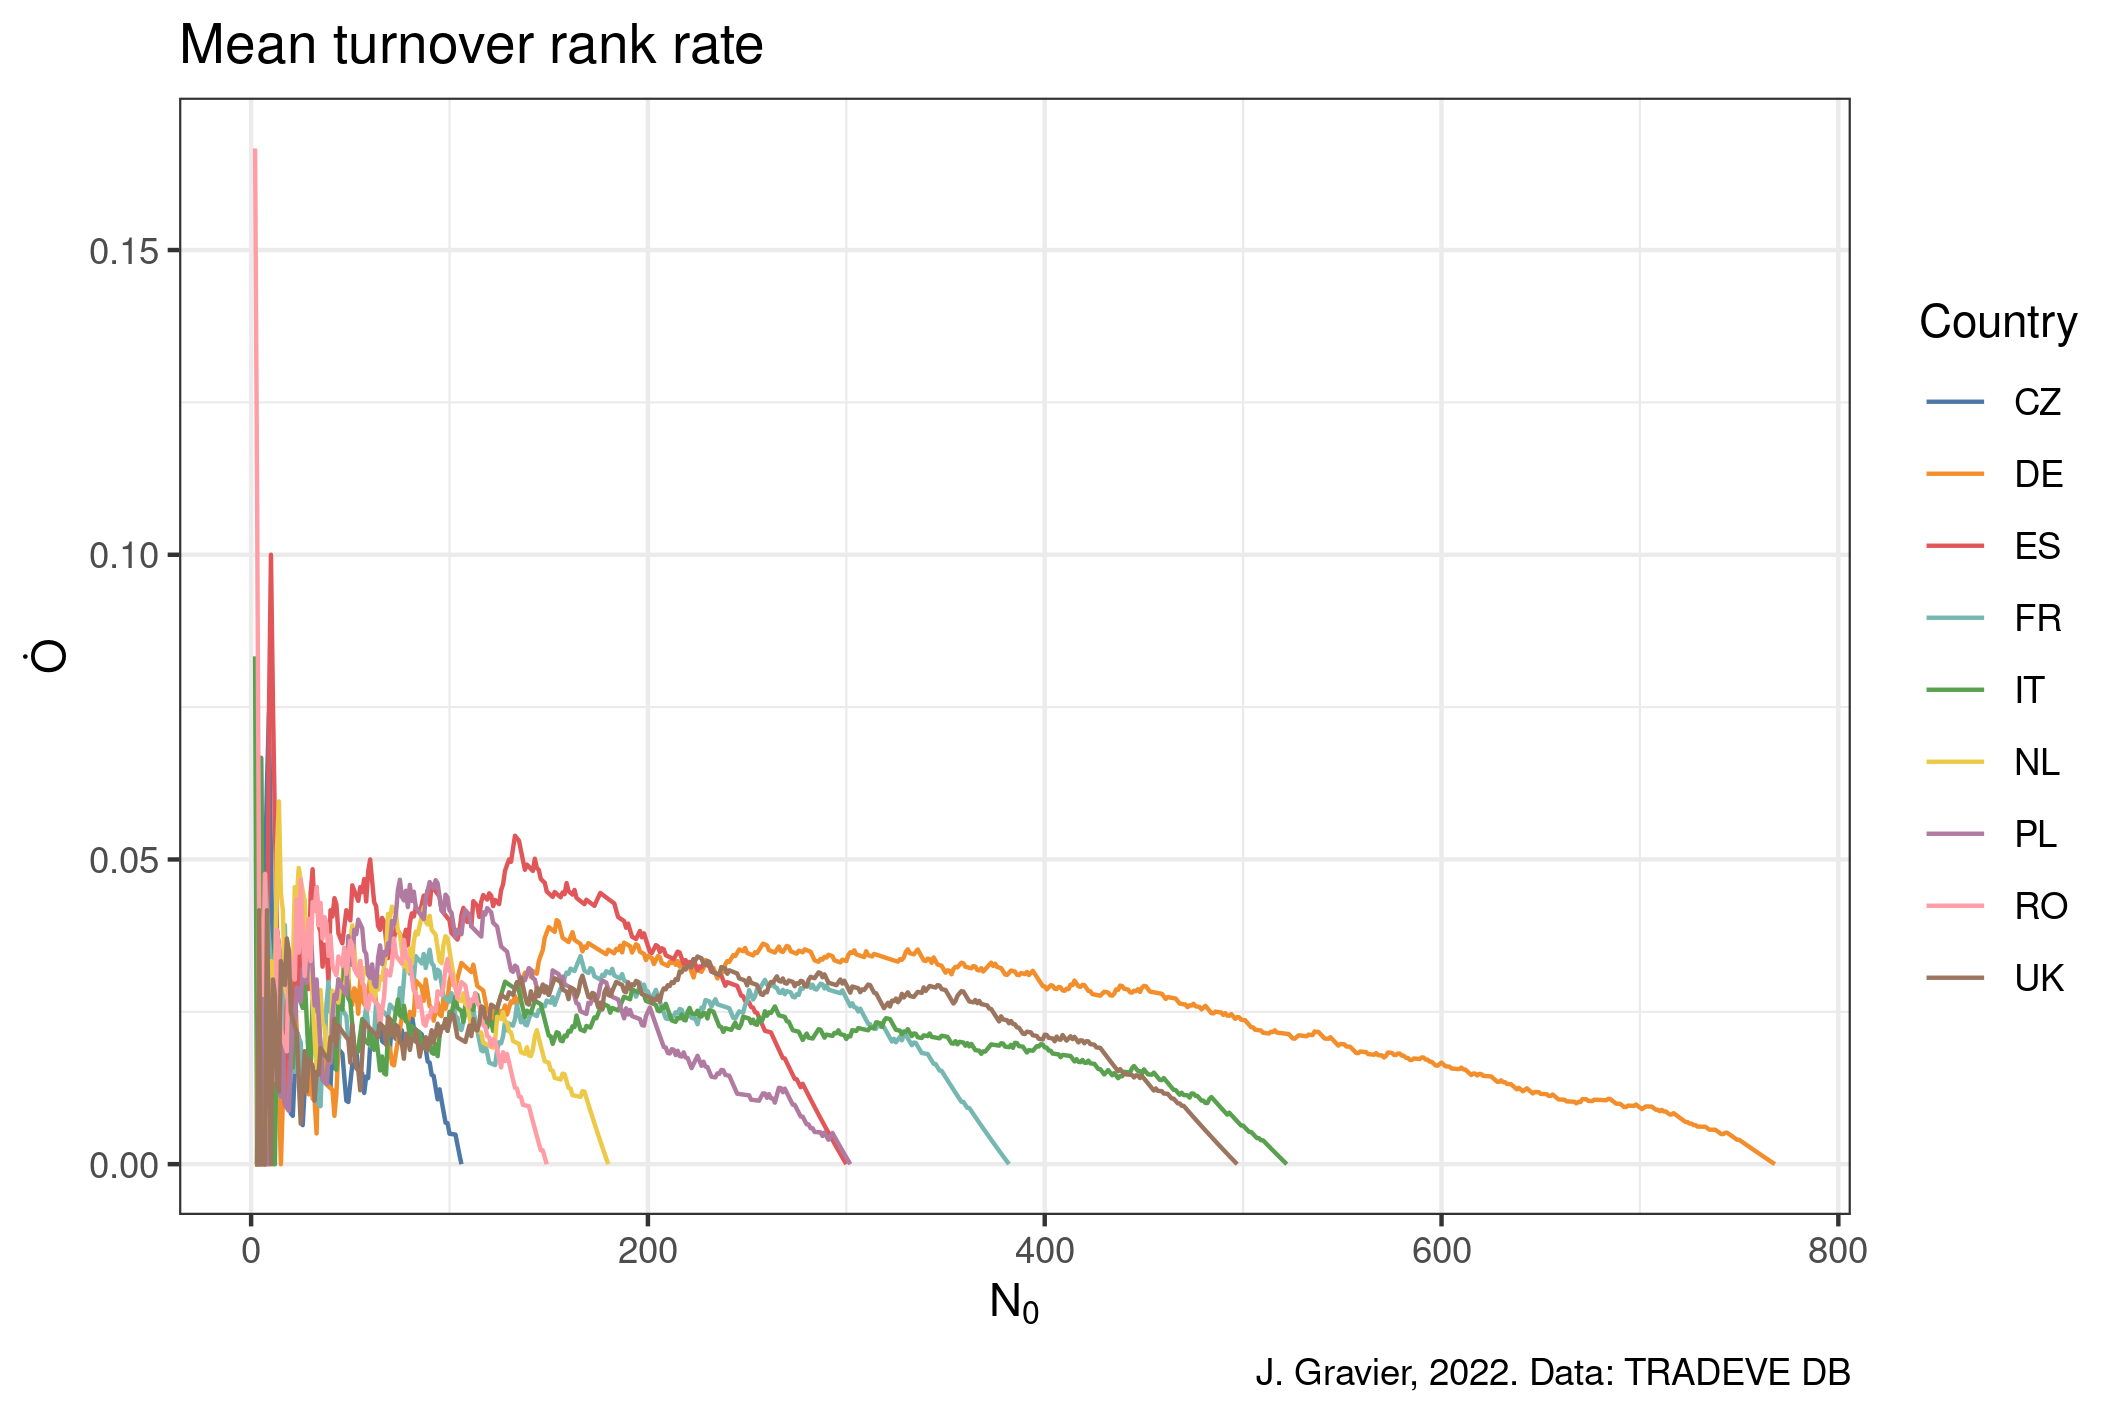 Mean turnover rank rate
0.15
0.10
0.05
0.00
Ȯ
0 200 400 600 800
N₀
Country
CZ
DE
ES
FR
IT
NL
PL
RO
UK
J. Gravier, 2022. Data: TRADEVE DB